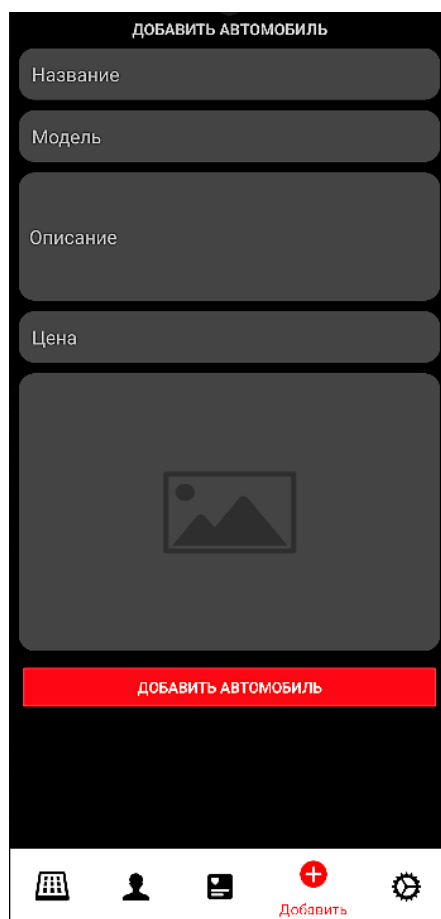 ДОБАВИТЬ АВТОМОБИЛЬ
Название
Модель
Описание
Цена
ДОБАВИТЬ АВТОМОБИЛЬ
Добавить